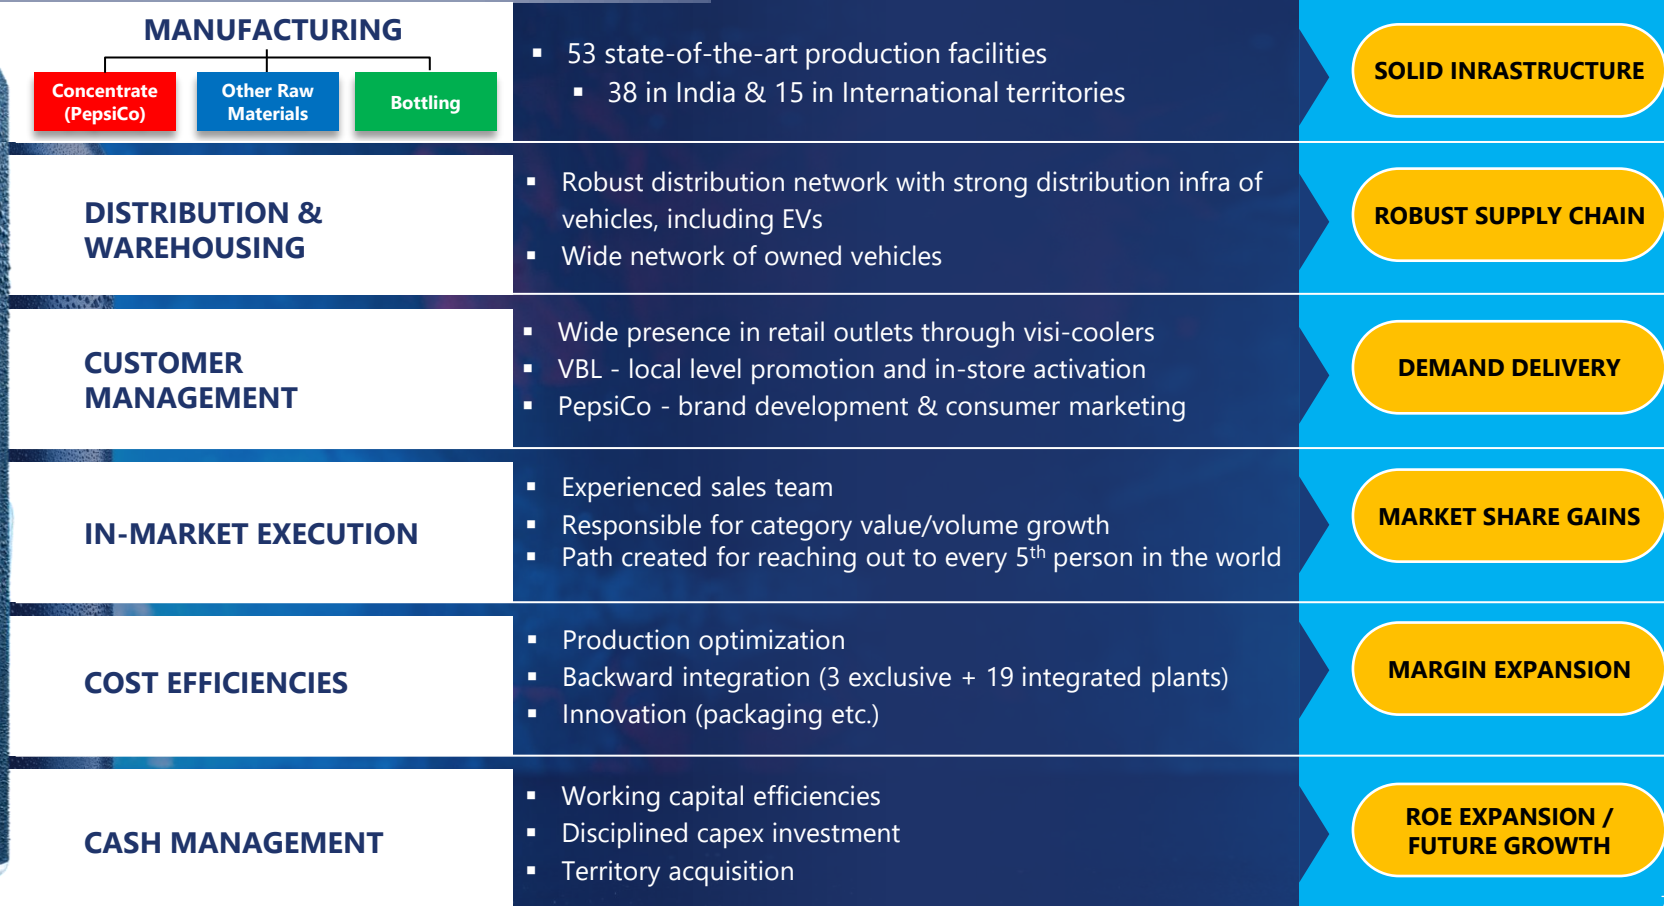 MANUFACTURING
Concentrate
(PepsiCo)
Other Raw
Materials
Bottling
▪ 53 state-of-the-art production facilities
▪ 38 in India & 15 in International territories
SOLID INRASTRUCTURE
DISTRIBUTION &
WAREHOUSING
▪ Robust distribution network with strong distribution infra of
vehicles, including EVs
▪ Wide network of owned vehicles
ROBUST SUPPLY CHAIN
CUSTOMER
MANAGEMENT
▪ Wide presence in retail outlets through visi-coolers
▪ VBL - local level promotion and in-store activation
▪ PepsiCo - brand development & consumer marketing
DEMAND DELIVERY
IN-MARKET EXECUTION
▪ Experienced sales team
▪ Responsible for category value/volume growth
▪ Path created for reaching out to every 5th person in the world
MARKET SHARE GAINS
COST EFFICIENCIES
▪ Production optimization
▪ Backward integration (3 exclusive + 19 integrated plants)
▪ Innovation (packaging etc.)
MARGIN EXPANSION
CASH MANAGEMENT
▪ Working capital efficiencies
▪ Disciplined capex investment
▪ Territory acquisition
ROE EXPANSION /
FUTURE GROWTH